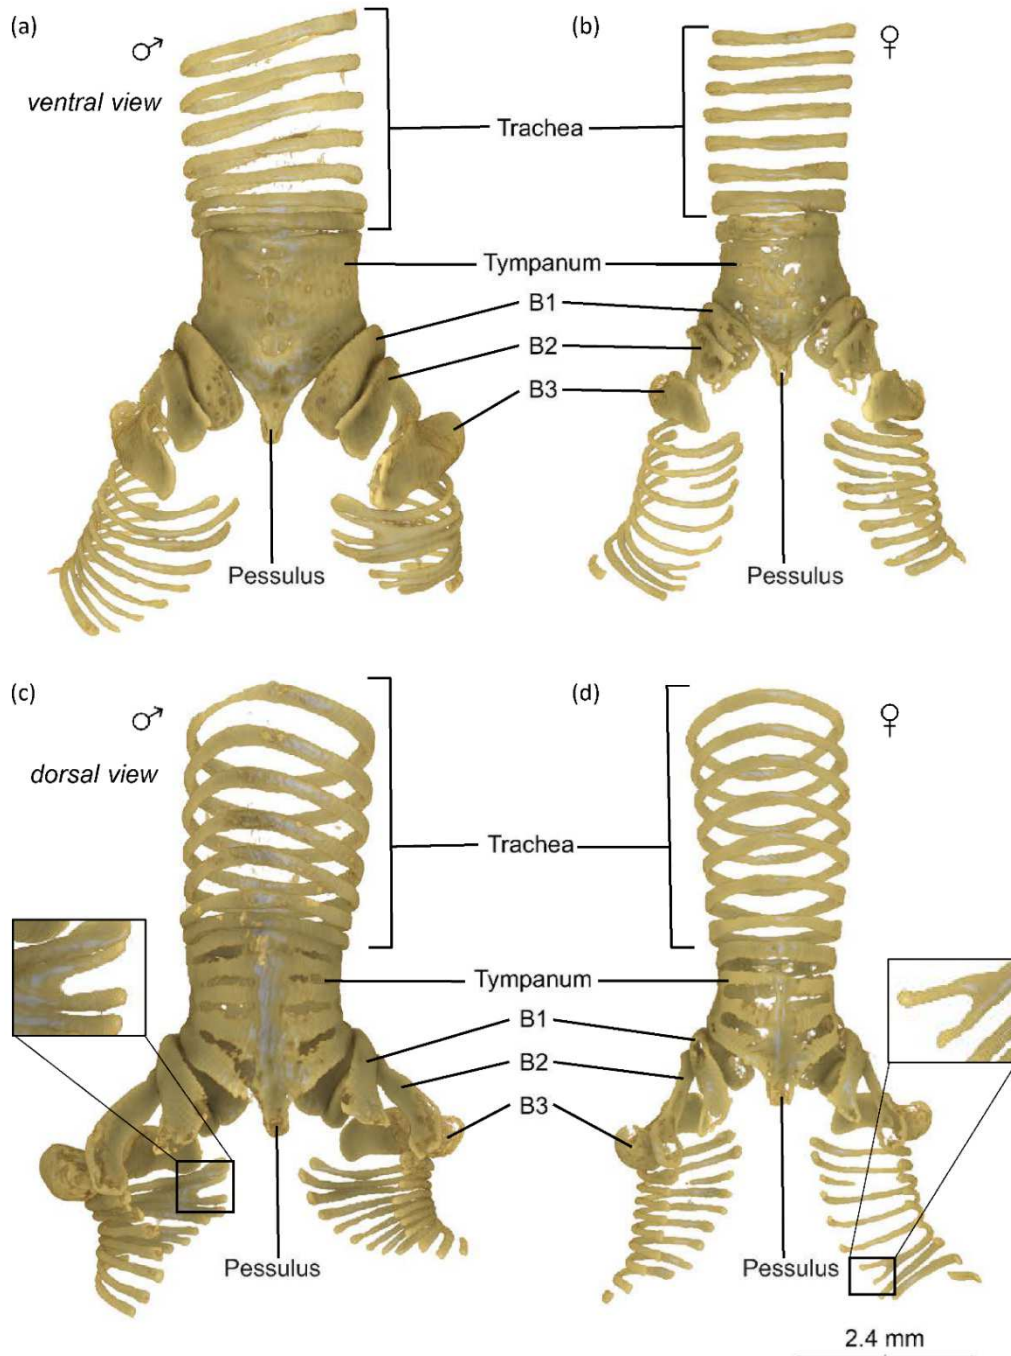 (a)
♂
(b)
♀
ventral view
Trachea
Tympanum
B1
B2
B3
Pessulus
Pessulus
(c)
♂
(d)
♀
dorsal view
Trachea
Tympanum
B1
B2
B3
Pessulus
Pessulus
2.4 mm